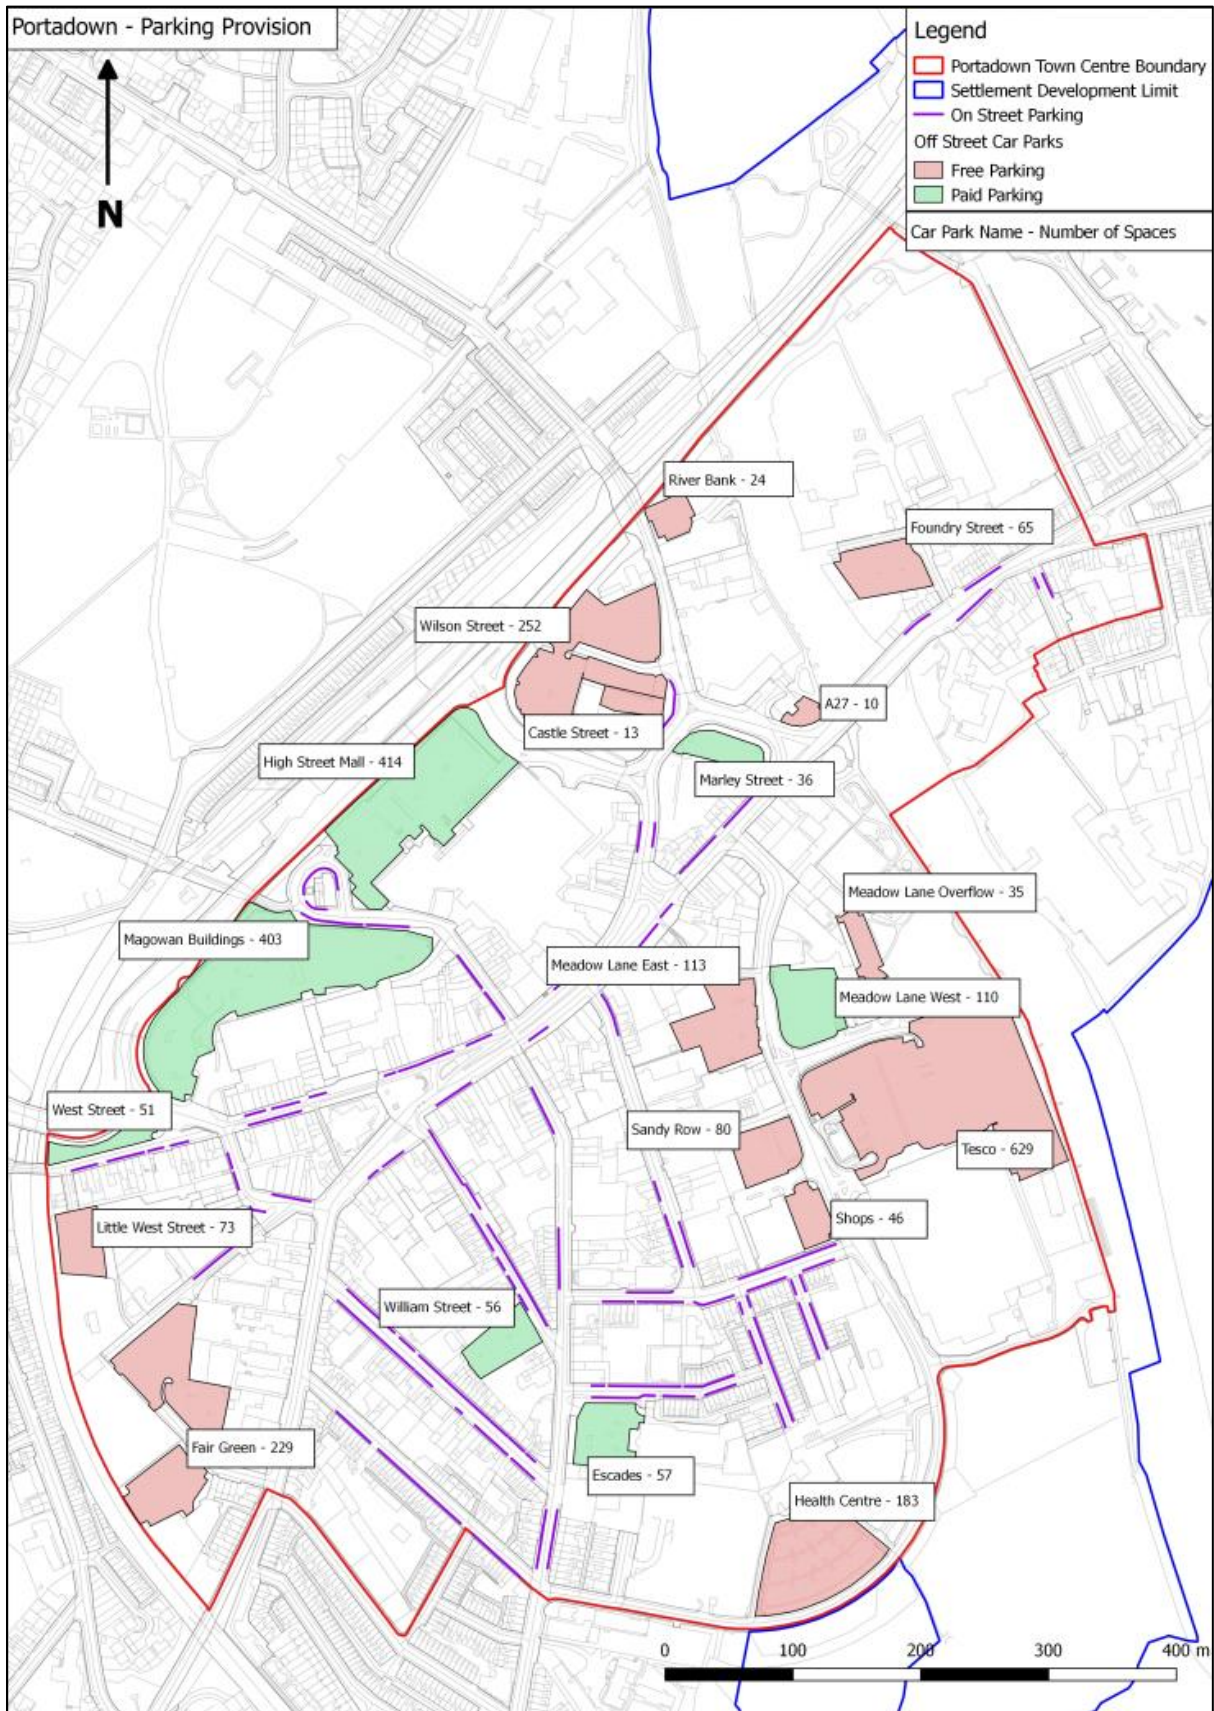 Portadown - Parking Provision
N
Legend
Portadown Town Centre Boundary
Settlement Development Limit
On Street Parking
Off Street Car Parks
Free Parking
Paid Parking
Car Park Name - Number of Spaces
River Bank - 24
Foundry Street - 65
Wilson Street - 252
A27 - 10
Castle Street - 13
High Street Mall - 414
Marley Street - 36
Meadow Lane Overflow - 35
Magowan Buildings - 403
Meadow Lane East - 113
Meadow Lane West - 110
West Street - 51
Sandy Row - 80
Tesco - 629
Little West Street - 73
Shops - 46
William Street - 56
Fair Green - 229
Escades - 57
Health Centre - 183
0 100 200 300 400 m